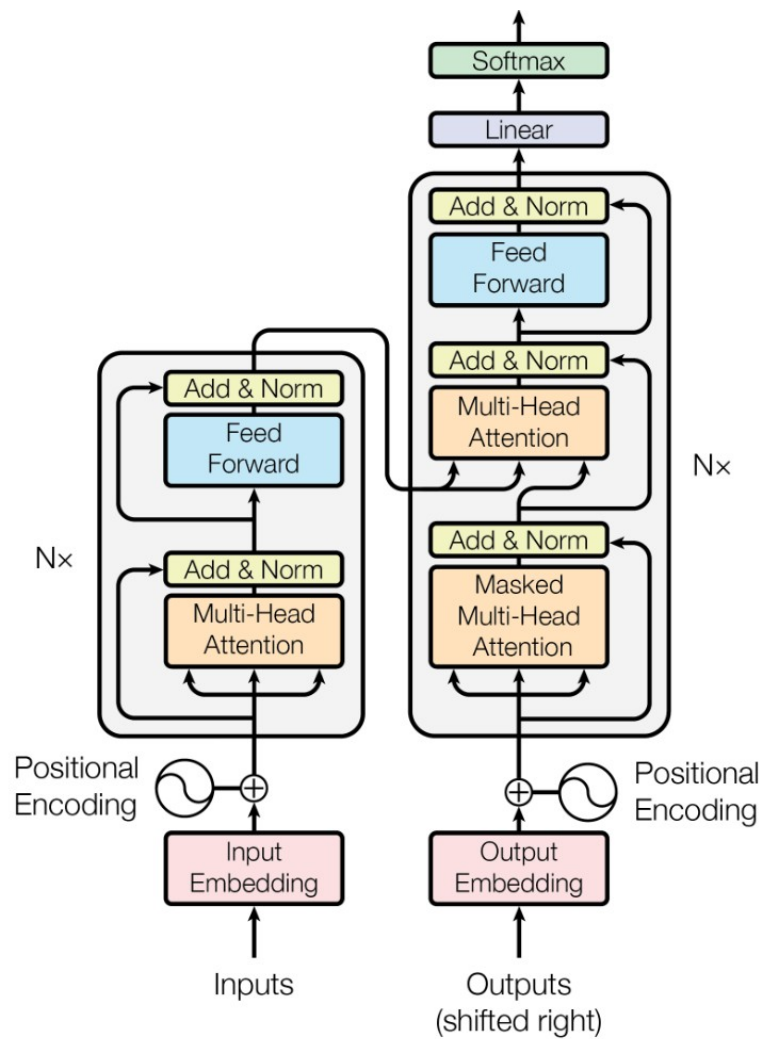 Softmax
Linear
Add & Norm
Feed
Forward
Add & Norm
Multi-Head
Attention
Add & Norm
Masked
Multi-Head
Attention
N×
Add & Norm
Feed
Forward
Add & Norm
Multi-Head
Attention
N×
Positional
Encoding
Positional
Encoding
Input
Embedding
Output
Embedding
Inputs
Outputs
(shifted right)